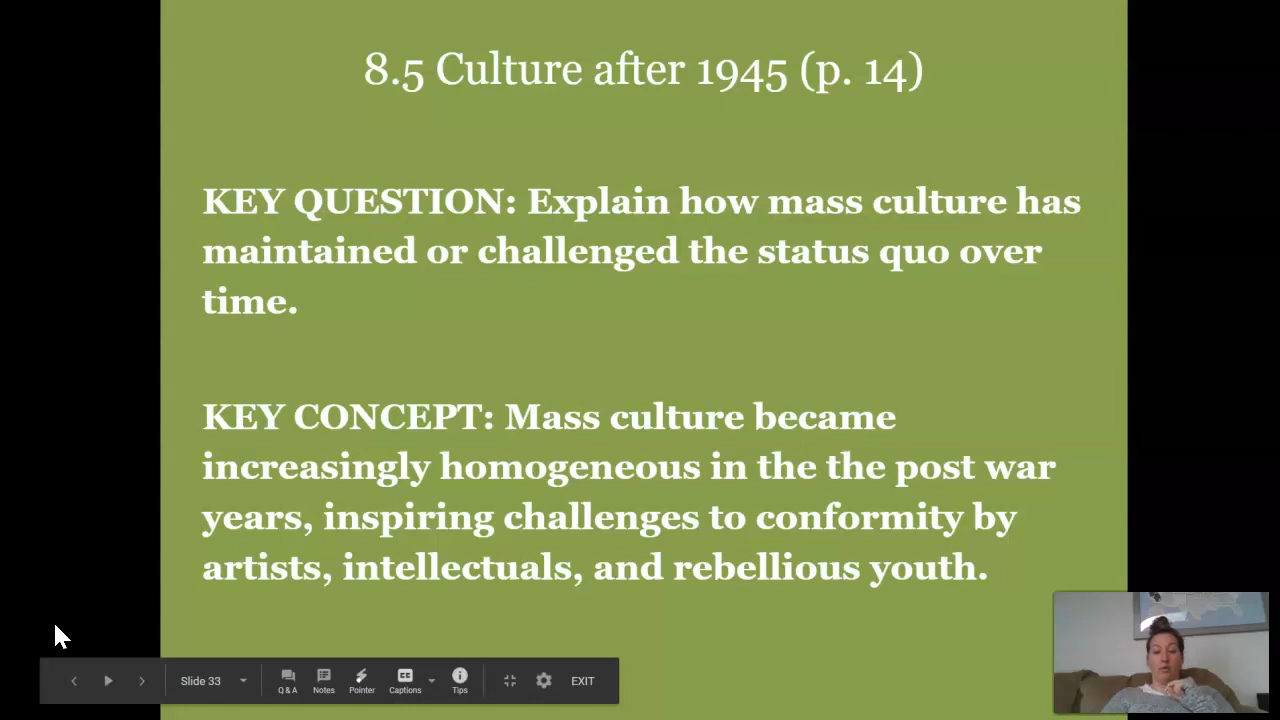 8.5 Culture after 1945 (p. 14)
KEY QUESTION: Explain how mass culture has
maintained or challenged the status quo over
time.
KEY CONCEPT: Mass culture became
increasingly homogeneous in the the post war
years, inspiring challenges to conformity by
artists, intellectuals, and rebellious youth.
Slide 33
Q & A
Notes
Pointer
CC
Captions
Tips
EXIT